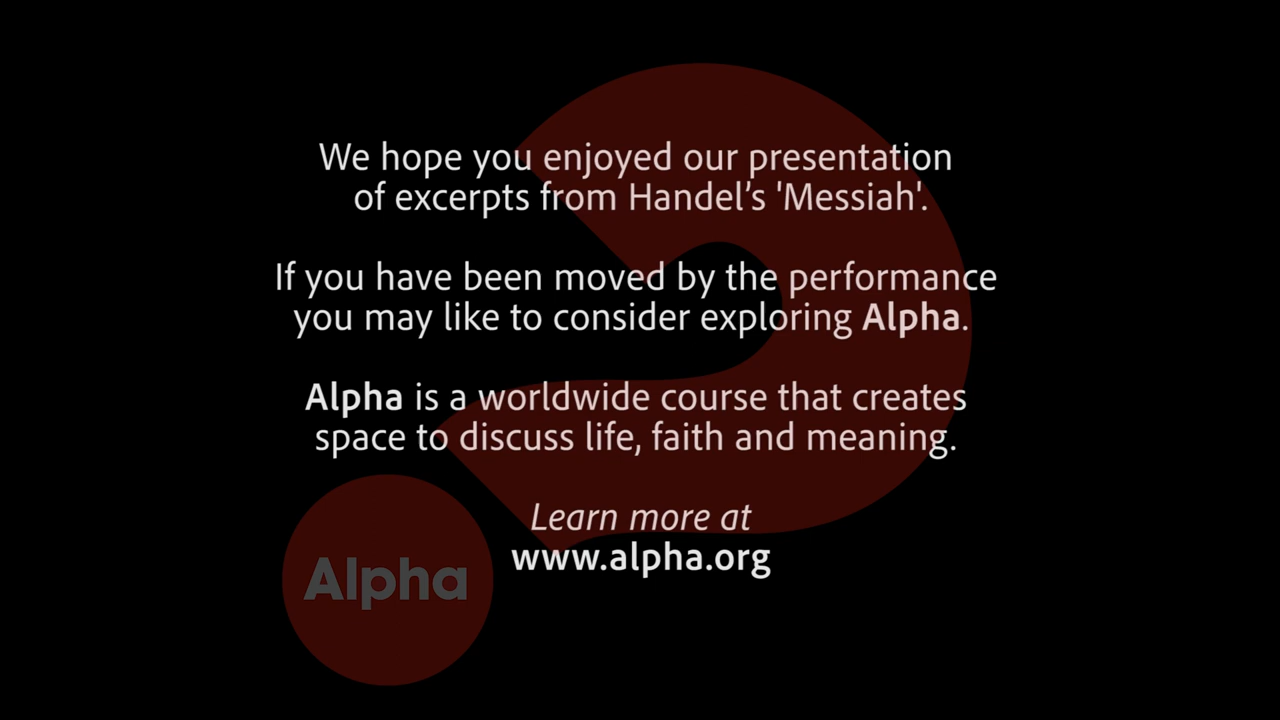 We hope you enjoyed our presentation
of excerpts from Handel’s 'Messiah'.
If you have been moved by the performance
you may like to consider exploring Alpha.
Alpha is a worldwide course that creates
space to discuss life, faith and meaning.
Learn more at
www.alpha.org
Alpha